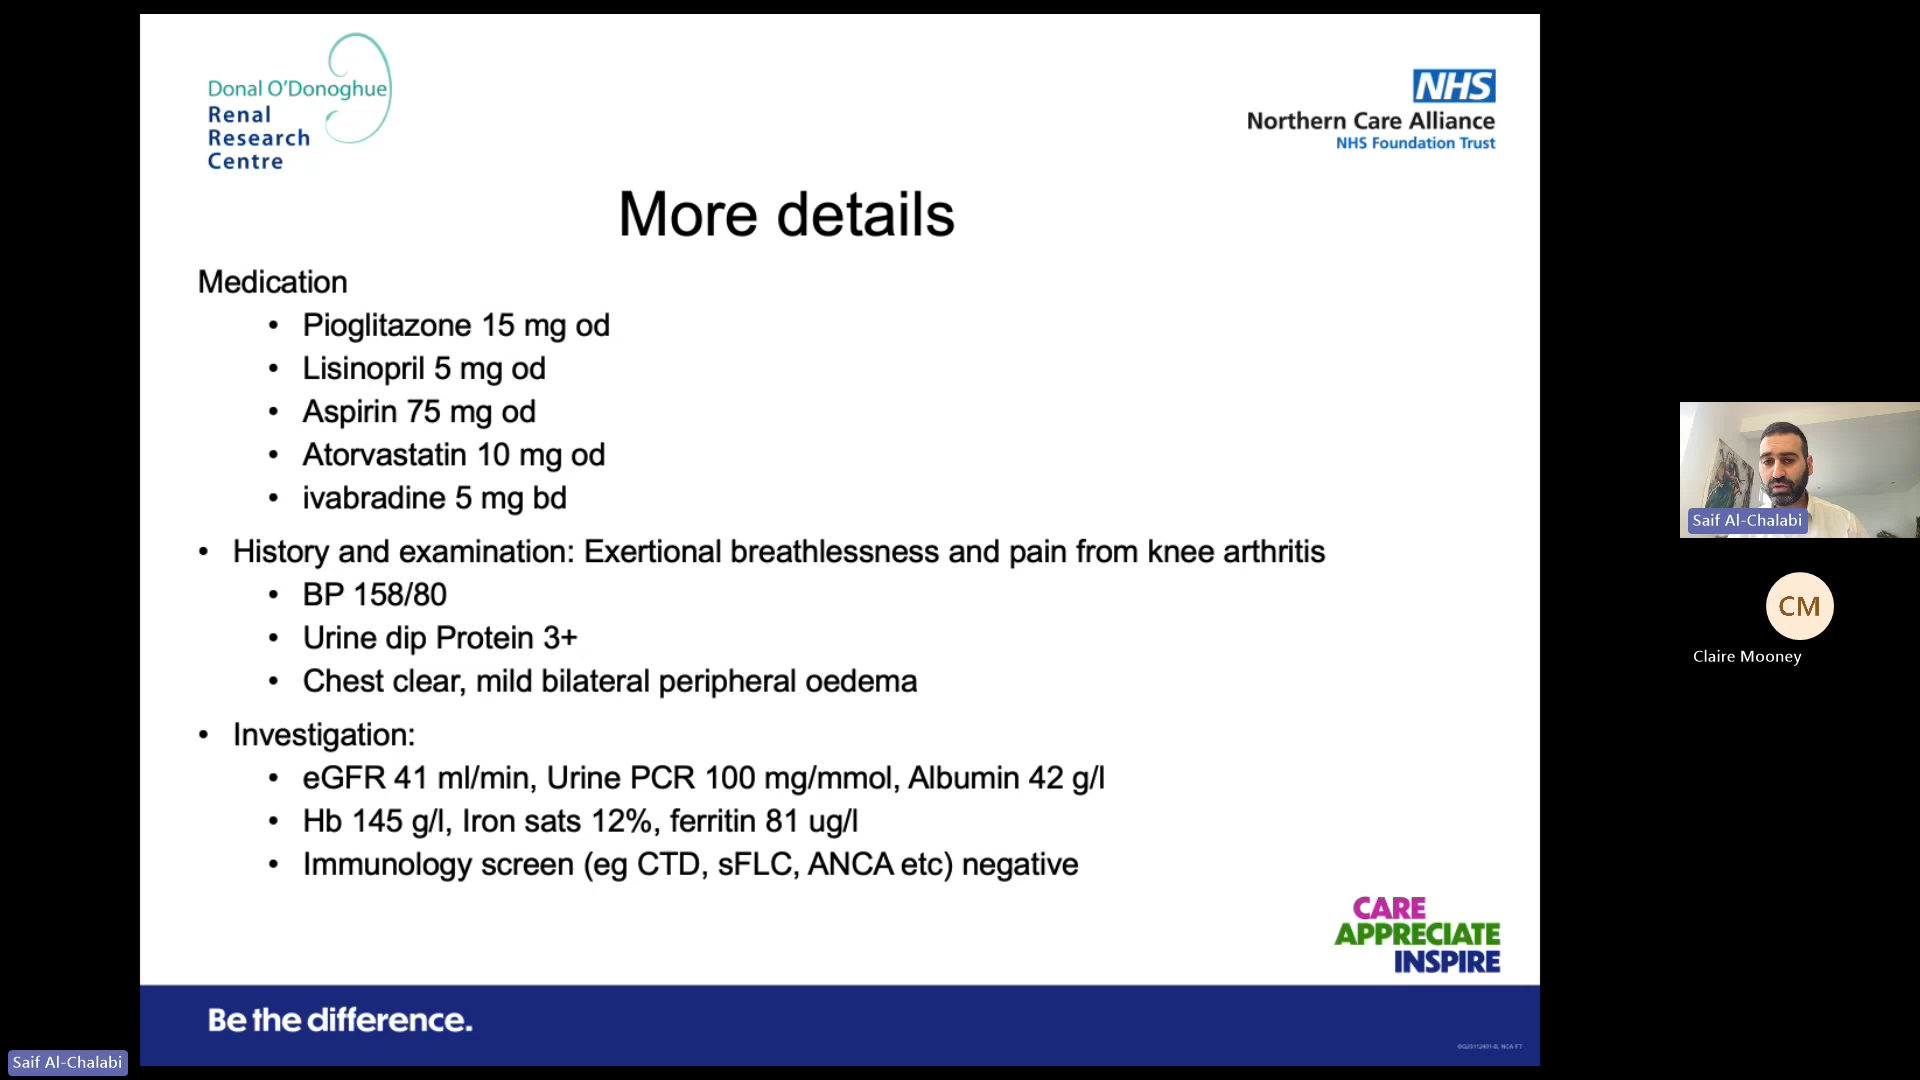 Donal O'Donoghue
Renal
Research
Centre
NHS
Northern Care Alliance
NHS Foundation Trust
More details
Medication
• Pioglitazone 15 mg od
• Lisinopril 5 mg od
• Aspirin 75 mg od
• Atorvastatin 10 mg od
• ivabradine 5 mg bd
• History and examination: Exertional breathlessness and pain from knee arthritis
• BP 158/80
• Urine dip Protein 3+
• Chest clear, mild bilateral peripheral oedema
• Investigation:
• eGFR 41 ml/min, Urine PCR 100 mg/mmol, Albumin 42 g/l
• Hb 145 g/l, Iron sats 12%, ferritin 81 ug/l
• Immunology screen (eg CTD, sFLC, ANCA etc) negative
CARE
APPRECIATE
INSPIRE
Be the difference.
Saif Al-Chalabi
CM
Claire Mooney
Saif Al-Chalabi